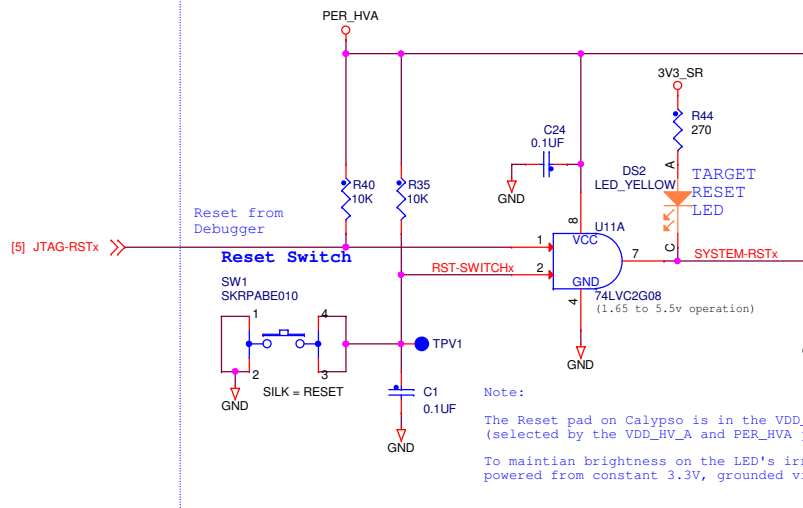 PER_HVA
3V3_SR
R44
270
C24
0.1UF
A
DS2
LED_YELLOW
TARGET
RESET
LED
GND
R40
10K
R35
10K
Reset from
Debugger
8
U11A
VCC
[5] JTAG-RSTx
1
C
Reset Switch
7
SYSTEM-RSTx
RST-SWITCHx
2
GND
SW1
SKRPABE010
4
74LVC2G08
(1.65 to 5.5v operation)
1
4
TPV1
2
3
GND
SILK = RESET
GND
C1
0.1UF
GND
Note:
The Reset pad on Calypso is in the VDD_
(selected by the VDD_HV_A and PER_HVA
To maintian brightness on the LED's irr
powered from constant 3.3V, grounded v